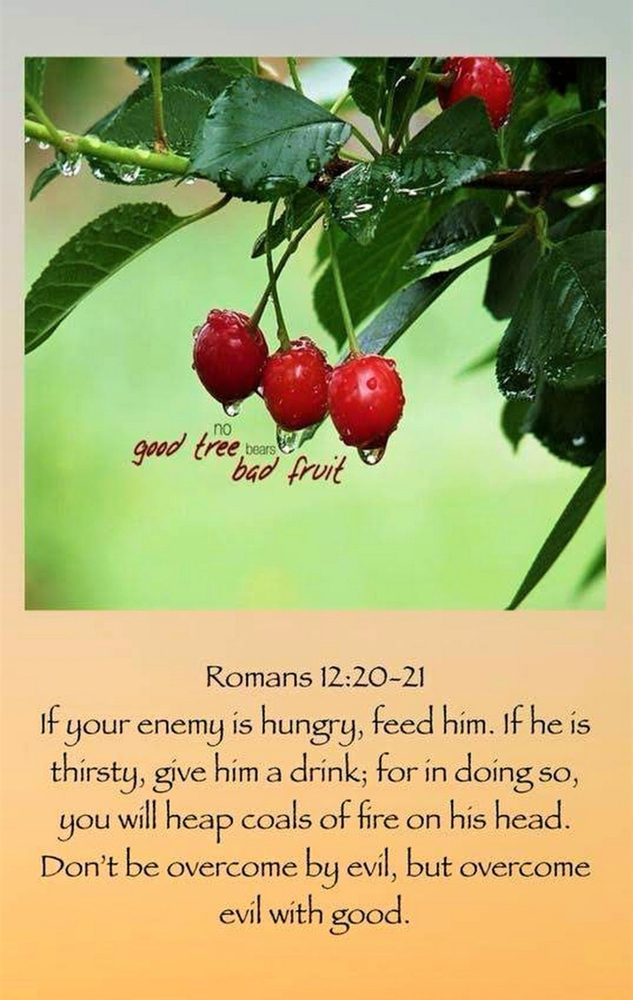 no
good tree bears
bad fruit
Romans 12:20-21
If your enemy is hungry, feed him. If he is
thirsty, give him a drink; for in doing so,
you will heap coals of fire on his head.
Don't be overcome by evil, but overcome
evil with good.